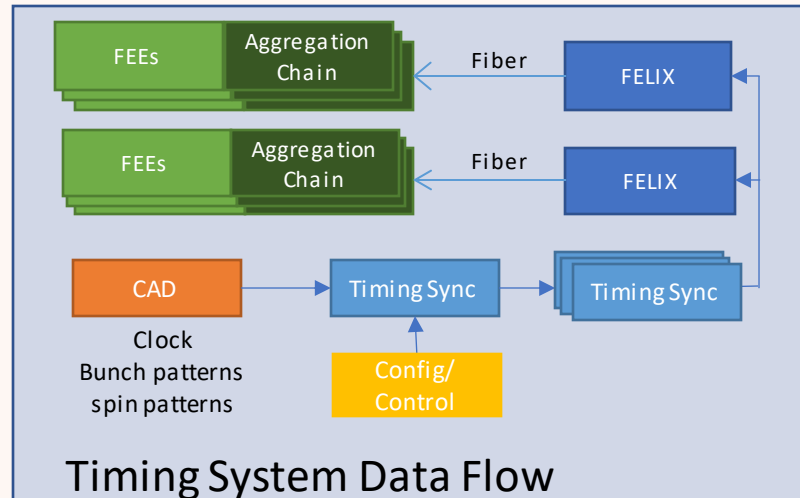 FEEs
Aggregation
Chain
Fiber
FELIX
FEEs
Aggregation
Chain
Fiber
FELIX
CAD
Timing Sync
Timing Sync
Clock
Bunch patterns
spin patterns
Config/
Control
Timing System Data Flow